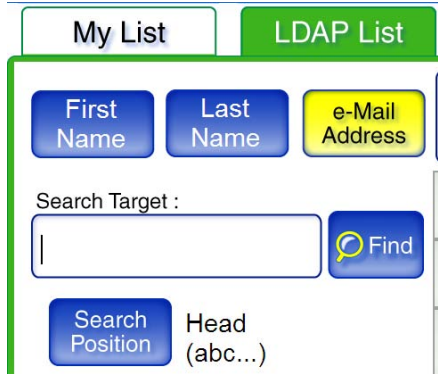 My List
LDAP List
First
Name
Last
Name
e-Mail
Address
Search Target :
Find
Search
Position
Head
(abc...)